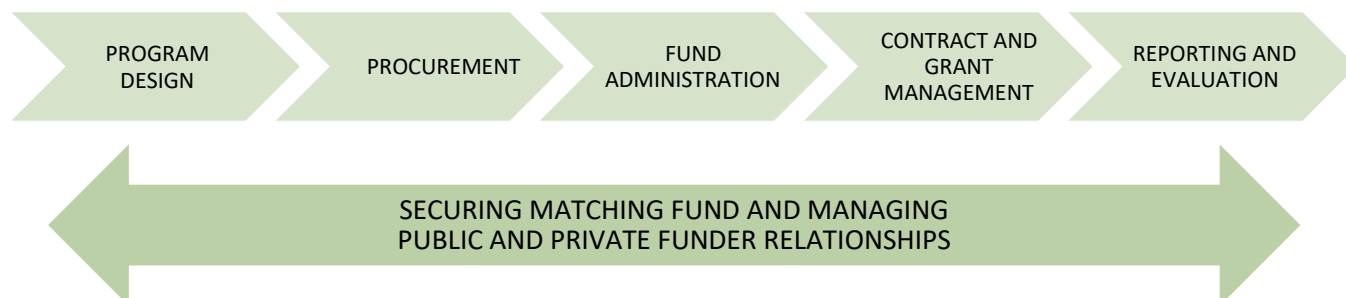 PROGRAM
DESIGN
PROCUREMENT
FUND
ADMINISTRATION
CONTRACT AND
GRANT
MANAGEMENT
REPORTING AND
EVALUATION
SECURING MATCHING FUND AND MANAGING
PUBLIC AND PRIVATE FUNDER RELATIONSHIPS